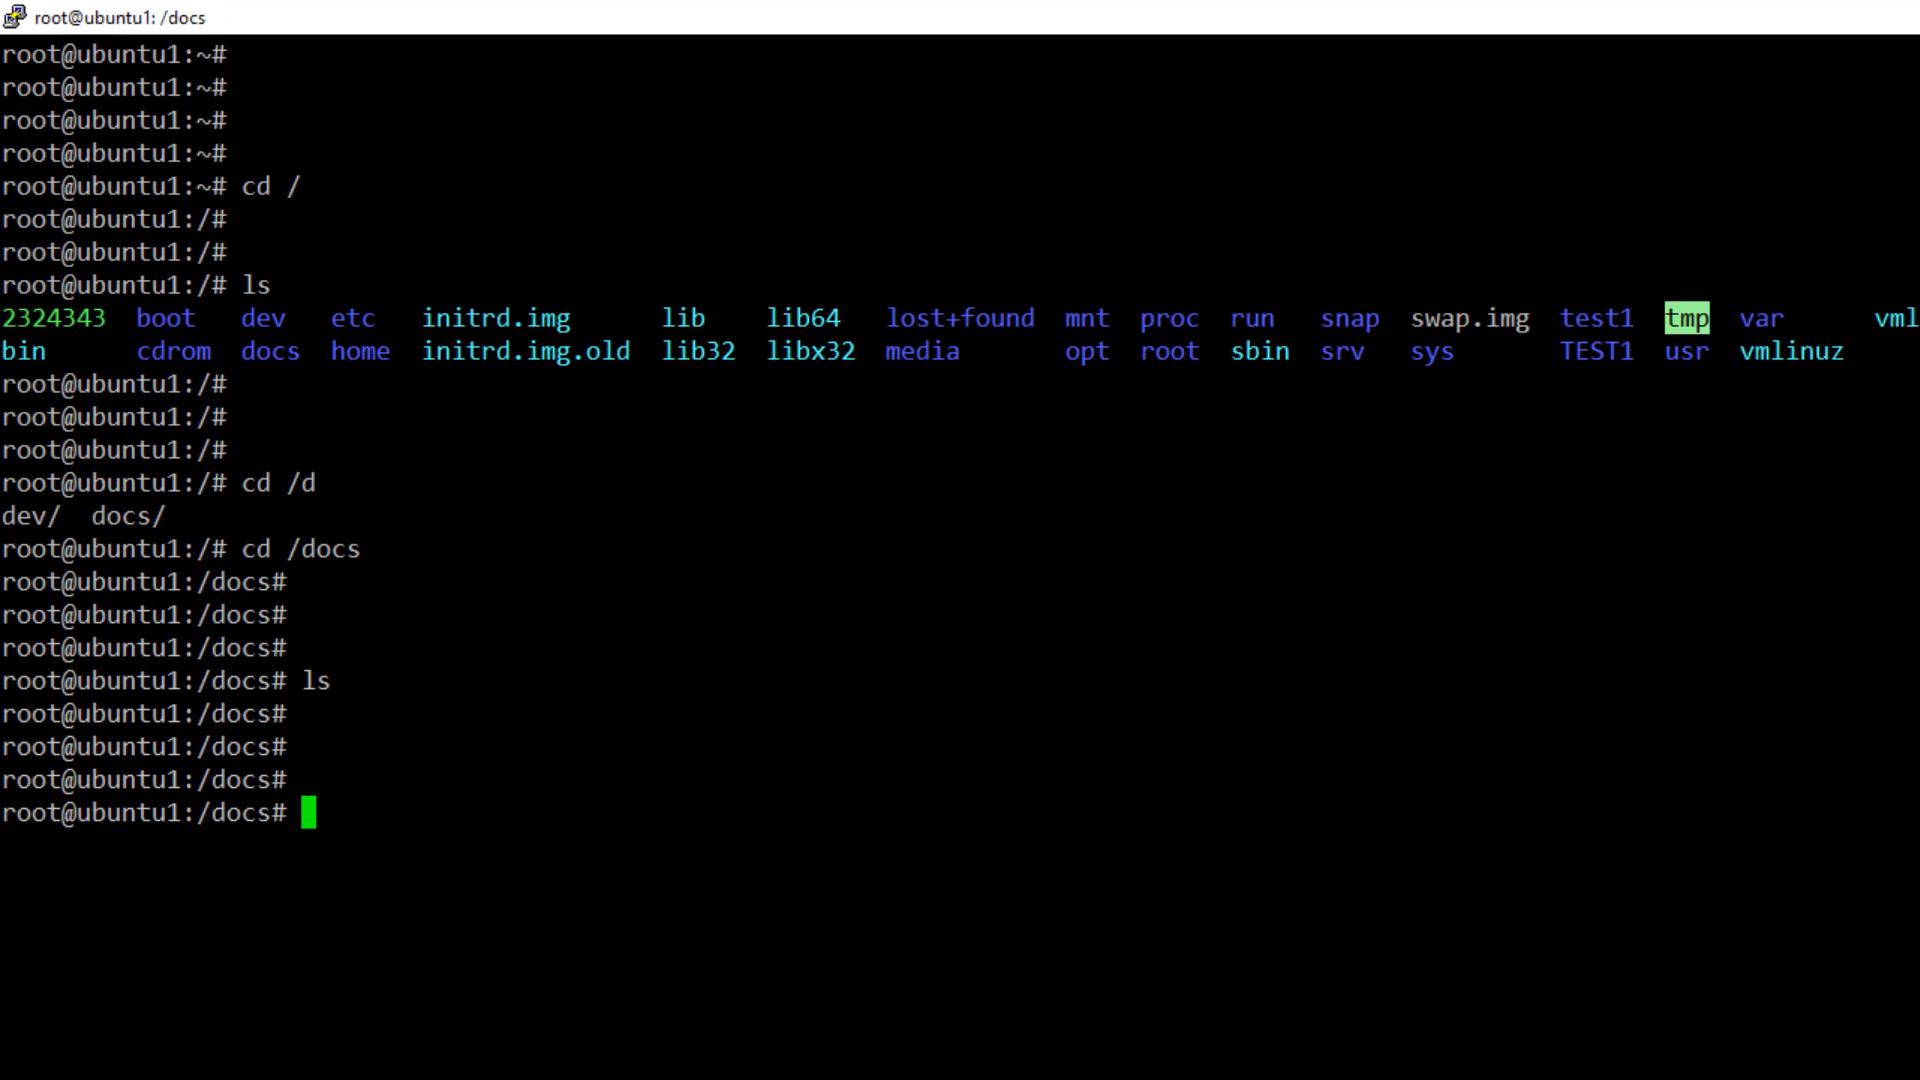 root@ubuntu1: /docs
root@ubuntu1:~#
root@ubuntu1:~#
root@ubuntu1:~#
root@ubuntu1:~#
root@ubuntu1:~# cd /
root@ubuntu1:/#
root@ubuntu1:/#
root@ubuntu1:/# ls
2324343 boot dev etc initrd.img lib lib64 lost+found mnt proc run snap swap.img test1 tmp var vml
bin cdrom docs home initrd.img.old lib32 libx32 media opt root sbin srv sys TEST1 usr vmlinuz
root@ubuntu1:/#
root@ubuntu1:/#
root@ubuntu1:/#
root@ubuntu1:/# cd /d
dev/ docs/
root@ubuntu1:/# cd /docs
root@ubuntu1:/docs#
root@ubuntu1:/docs#
root@ubuntu1:/docs#
root@ubuntu1:/docs# ls
root@ubuntu1:/docs#
root@ubuntu1:/docs#
root@ubuntu1:/docs#
root@ubuntu1:/docs#